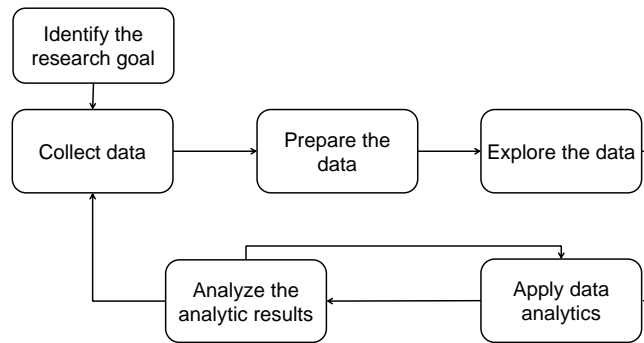 Identify the
research goal
Collect data
Prepare the
data
Explore the data
Analyze the
analytic results
Apply data
analytics